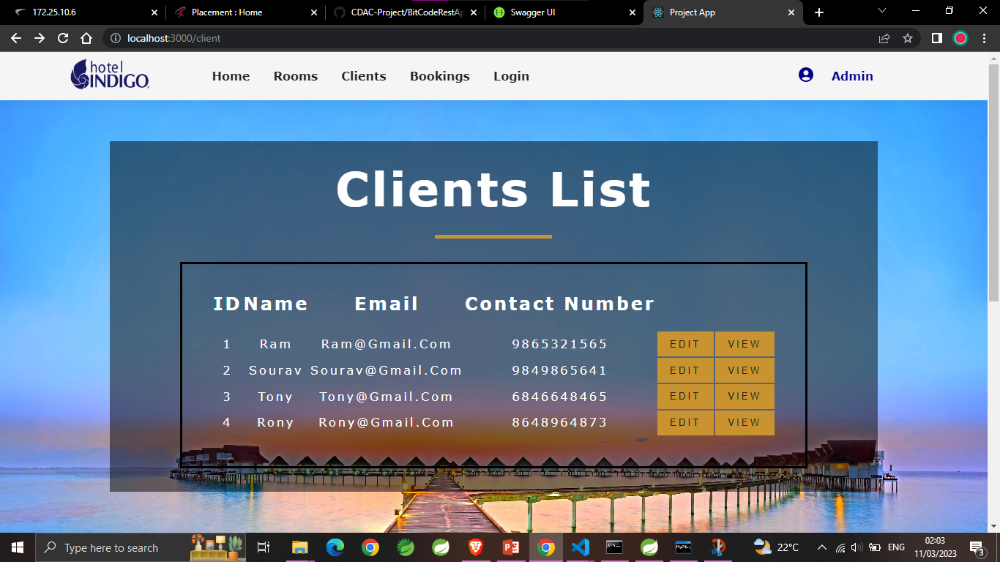 172.25.10.6
Placement : Home
CDAC-Project/BitCodeRestAp
Swagger UI
Project App
localhost:3000/client
hotel INDIGO
Home Rooms Clients Bookings Login Admin
Clients List
ID Name Email Contact Number
1 Ram Ram@Gmail.Com 9865321565 EDIT VIEW
2 Sourav Sourav@Gmail.Com 9849865641 EDIT VIEW
3 Tony Tony@Gmail.Com 6846648465 EDIT VIEW
4 Rony Rony@Gmail.Com 8648964873 EDIT VIEW
Type here to search
22°C
ENG
02:03
11/03/2023
3